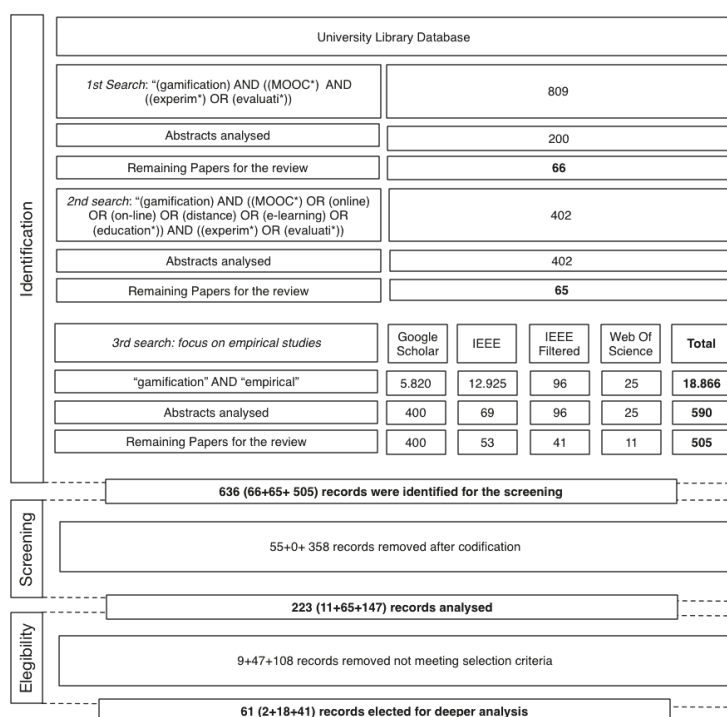 Identification
University Library Database
1st Search: “(gamification) AND ((MOOC*) AND
((experim*) OR (evaluati*))
809
Abstracts analysed
200
Remaining Papers for the review
66
2nd search: “(gamification) AND ((MOOC*) OR (online)
OR (on-line) OR (distance) OR (e-learning) OR
(education*)) AND ((experim*) OR (evaluati*))
402
Abstracts analysed
402
Remaining Papers for the review
65
3rd search: focus on empirical studies
Google
Scholar
IEEE
IEEE
Filtered
Web Of
Science
Total
“gamification” AND “empirical”
5.820
12.925
96
25
18.866
Abstracts analysed
400
69
96
25
590
Remaining Papers for the review
400
53
41
11
505
636 (66+65+ 505) records were identified for the screening
Screening
55+0+ 358 records removed after codification
223 (11+65+147) records analysed
Elegibility
9+47+108 records removed not meeting selection criteria
61 (2+18+41) records elected for deeper analysis